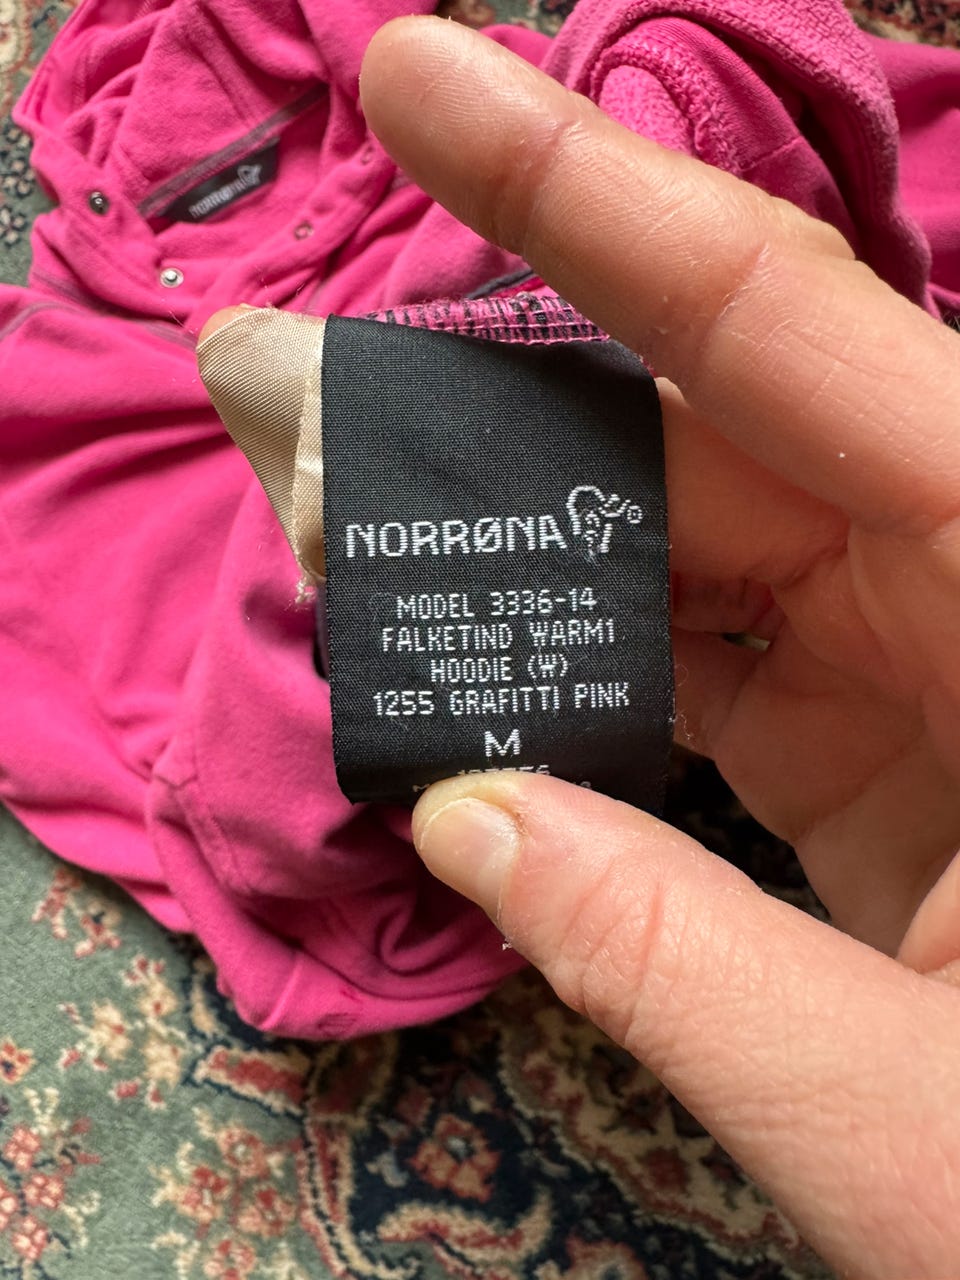 NORRØNA
NORRØNA
MODEL 3336-14
FALKETIND WARM1
HOODIE (W)
1255 GRAFITTI PINK
M